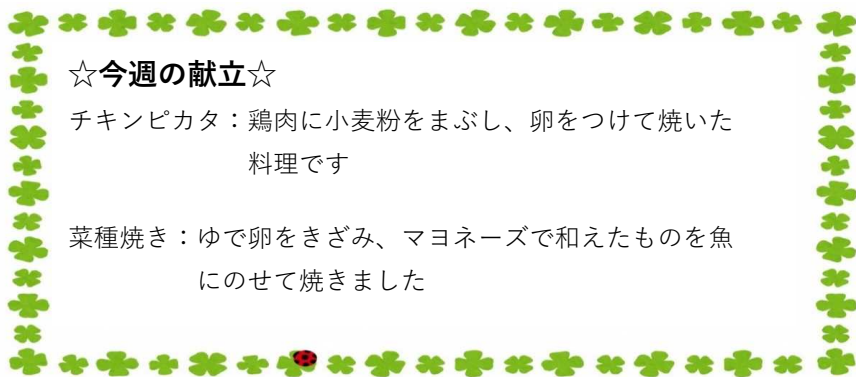 ☆今週の献立☆
チキンピカタ：鶏肉に小麦粉をまぶし、卵をつけて焼いた
料理です
菜種焼き：ゆで卵をきざみ、マヨネーズで和えたものを魚
にのせて焼きました